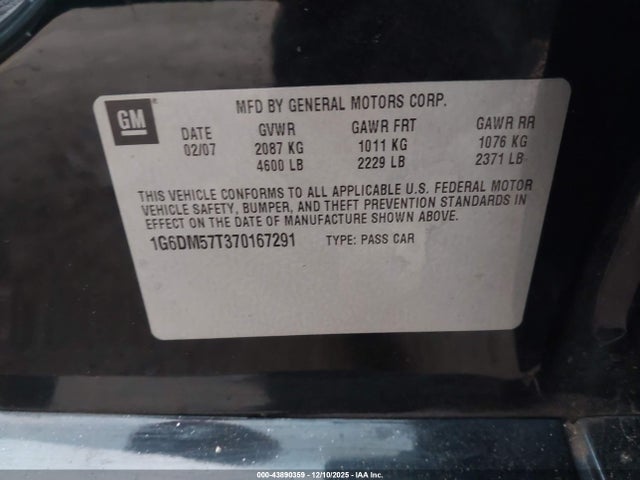 GM
MFD BY GENERAL MOTORS CORP.
DATE GVWR GAWR FRT GAWR RR
02/07 2087 KG 1011 KG 1076 KG
4600 LB 2229 LB 2371 LB
THIS VEHICLE CONFORMS TO ALL APPLICABLE U.S. FEDERAL MOTOR
VEHICLE SAFETY, BUMPER, AND THEFT PREVENTION STANDARDS IN
EFFECT ON THE DATE OF MANUFACTURE SHOWN ABOVE.
1G6DM57T370167291 TYPE: PASS CAR
000-43890359 - 12/10/2025 - IAA Inc.